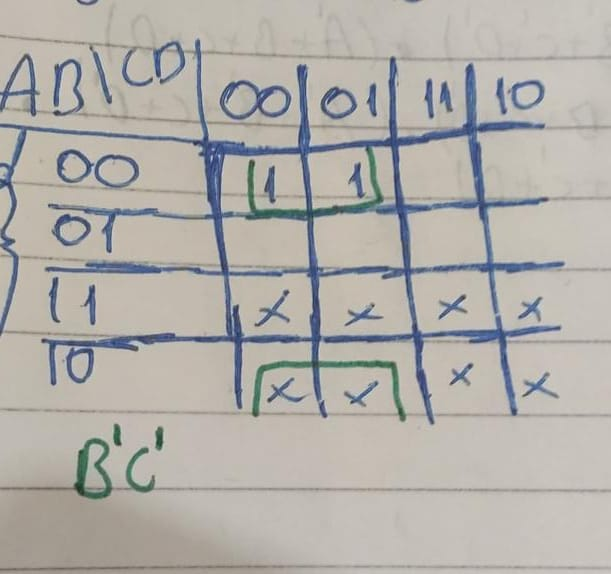 AB\CD 00 01 11 10
00 1 1
01
11 x x x x
10 x x x x
B'C'